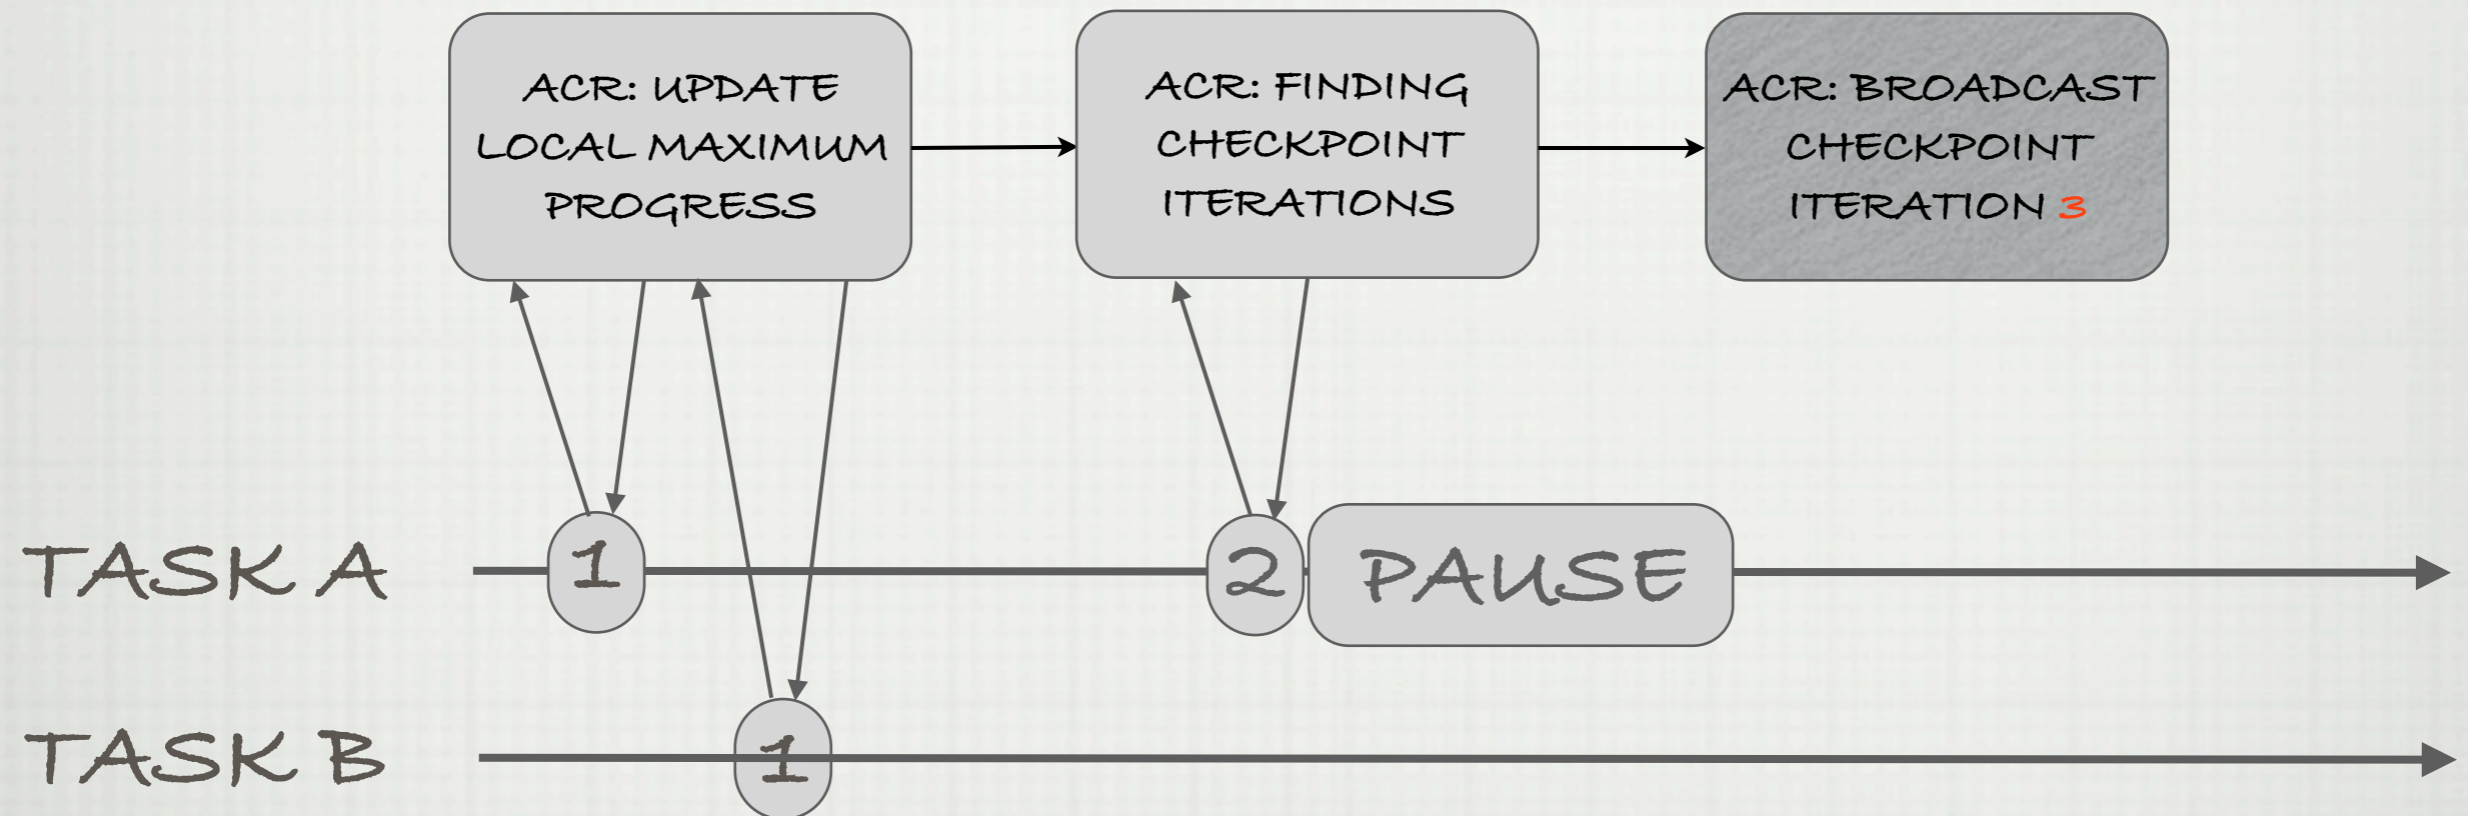 ACR: UPDATE
LOCAL MAXIMUM
PROGRESS
ACR: FINDING
CHECKPOINT
ITERATIONS
ACR: BROADCAST
CHECKPOINT
ITERATION 3
TASK A
1
2
PAUSE
TASK B
1